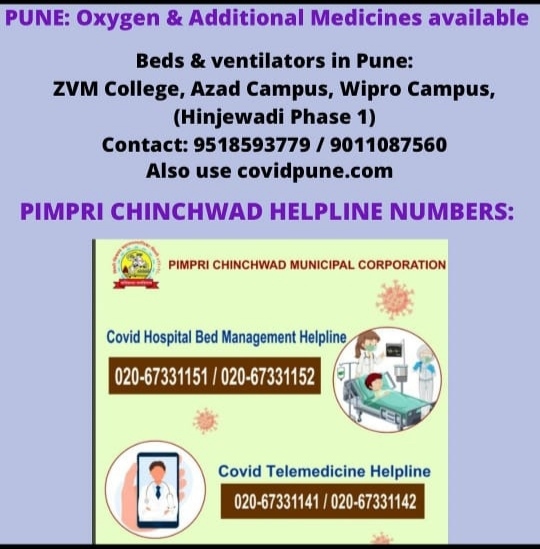 PUNE: Oxygen & Additional Medicines available
Beds & ventilators in Pune:
ZVM College, Azad Campus, Wipro Campus,
(Hinjewadi Phase 1)
Contact: 9518593779 / 9011087560
Also use covidpune.com
PIMPRI CHINCHWAD HELPLINE NUMBERS:
PIMPRI CHINCHWAD MUNICIPAL CORPORATION
Covid Hospital Bed Management Helpline
020-67331151 / 020-67331152
Covid Telemedicine Helpline
020-67331141 / 020-67331142